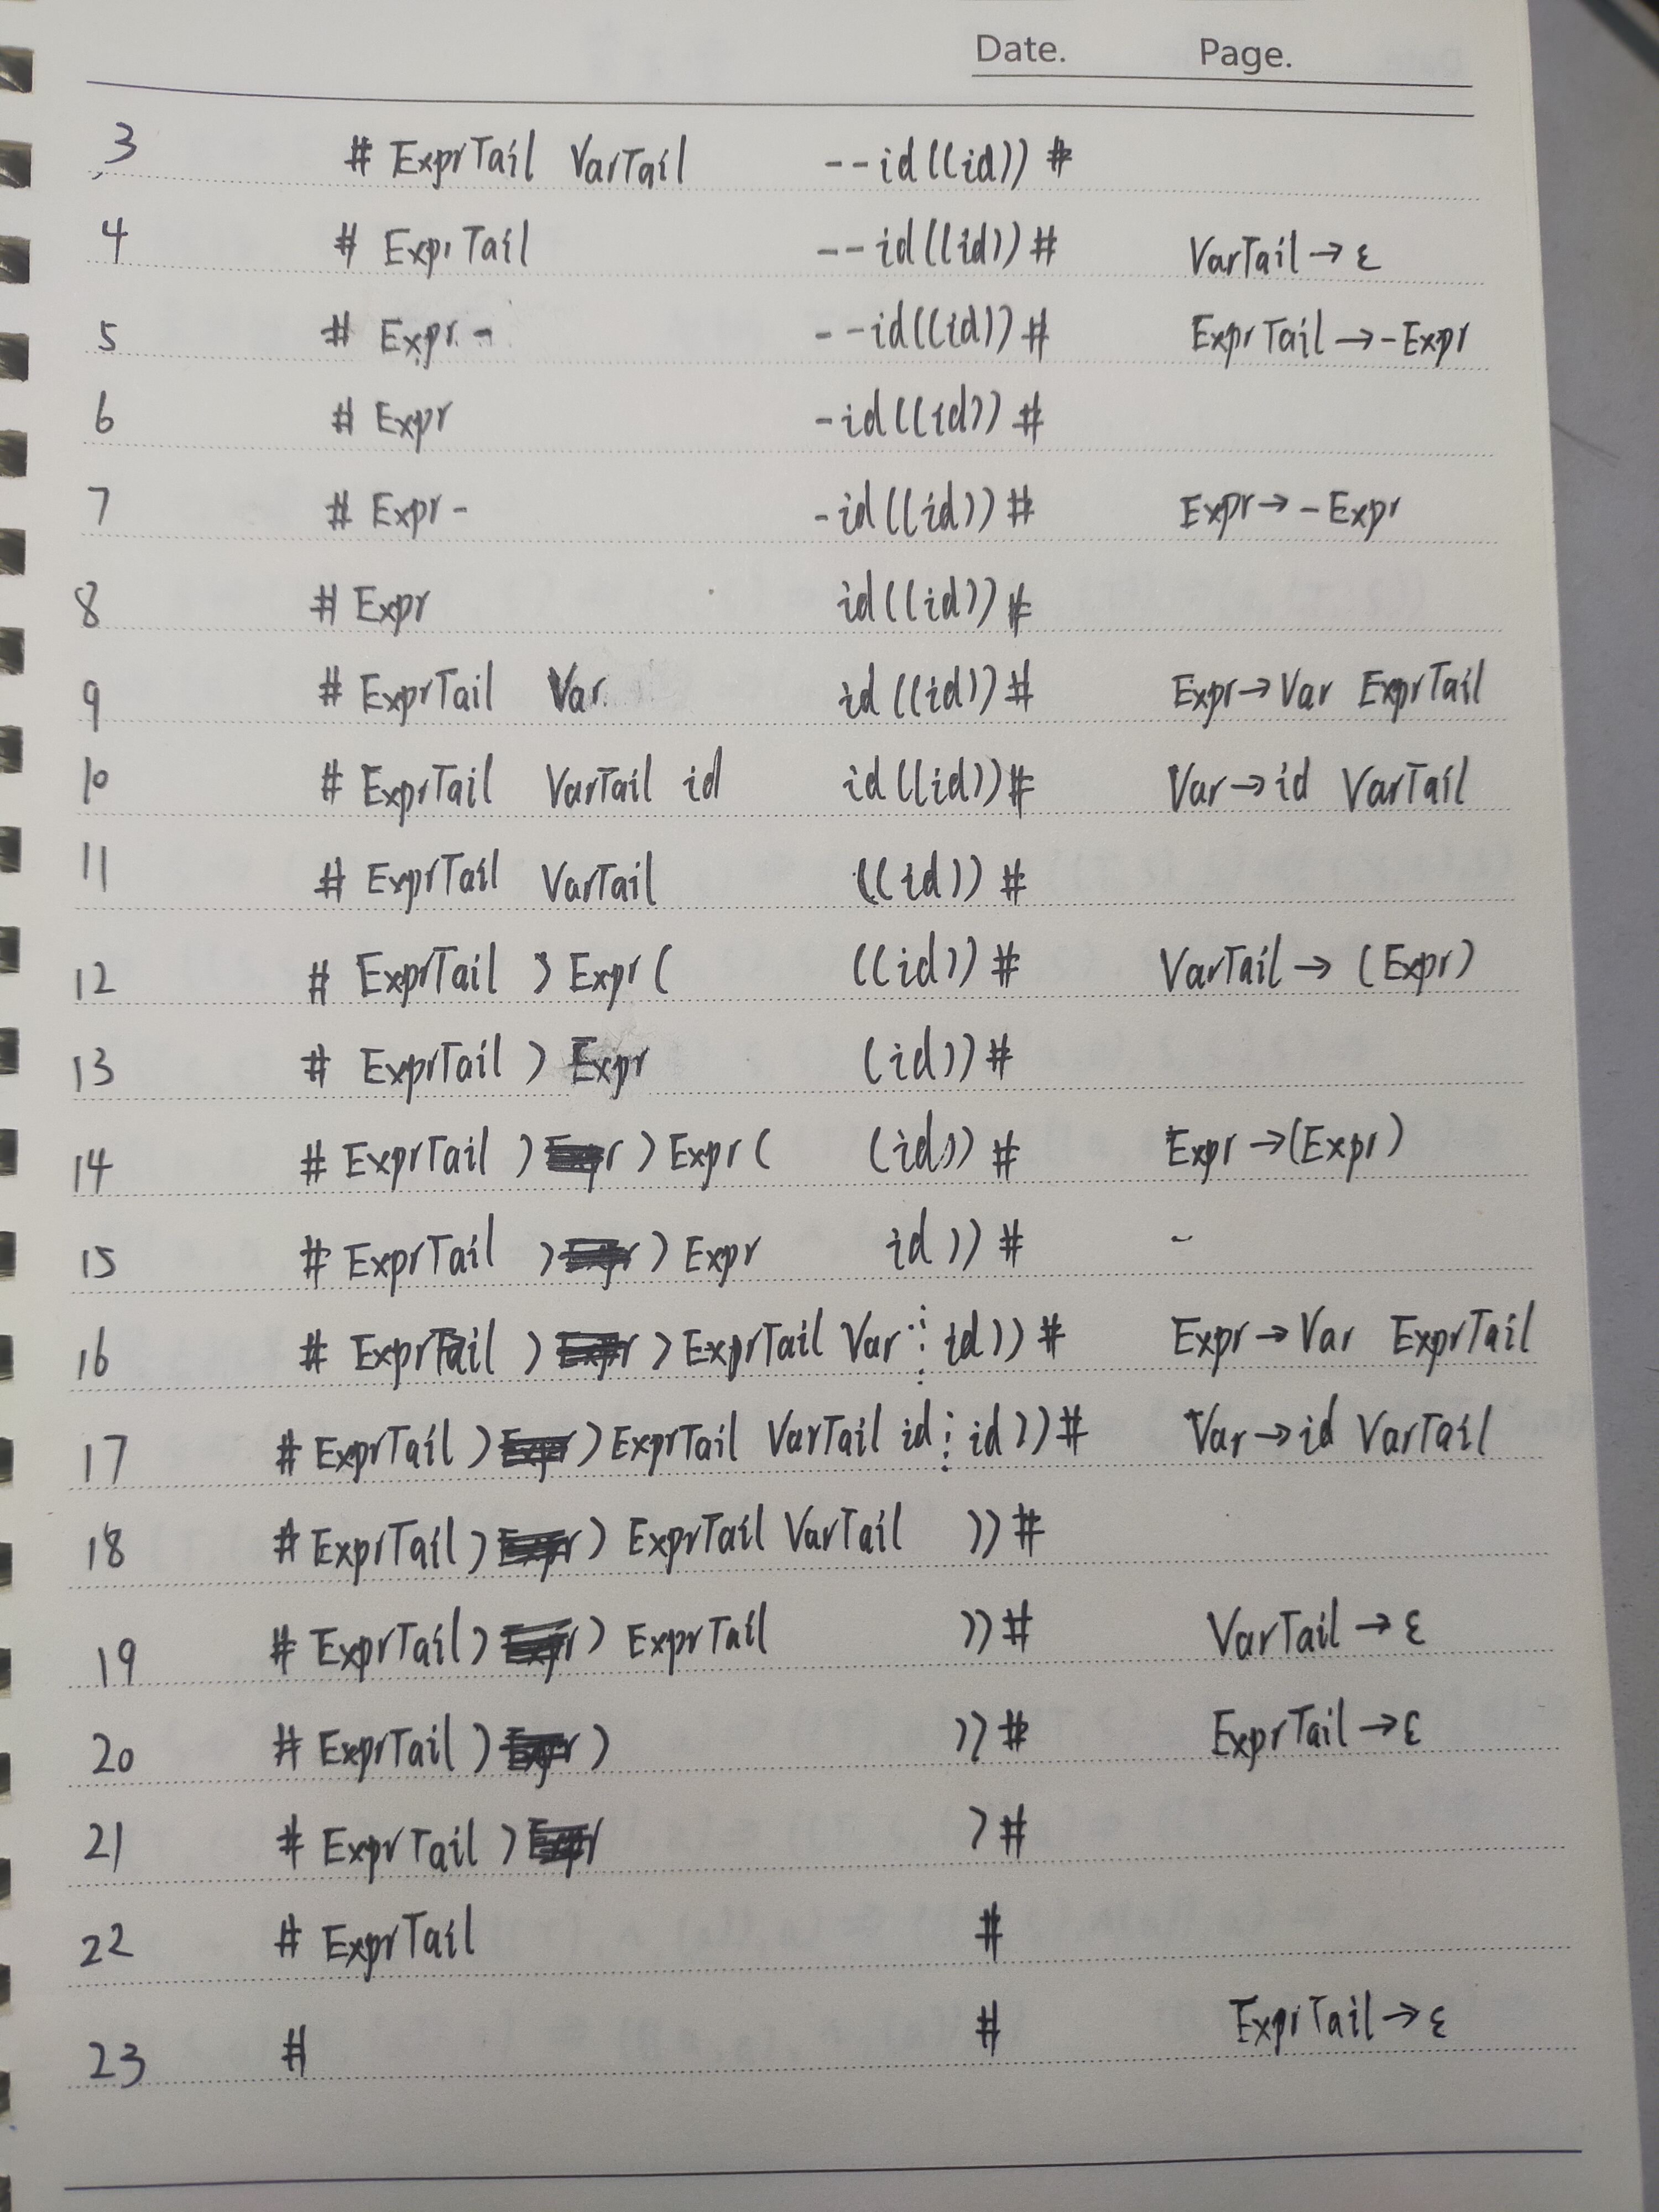 Date. Page.
3 # ExprTail VarTail --id((id))#
4 # ExprTail --id((id))# VarTail→ε
5 # Expr - --id((id))# ExprTail→-Expr
6 # Expr -id((id))#
7 # Expr - -id((id))# Expr→-Expr
8 # Expr id((id))#
9 # ExprTail Var id((id))# Expr→Var ExprTail
10 # ExprTail VarTail id id((id))# Var→id VarTail
11 # ExprTail VarTail ((id))#
12 # ExprTail )Expr( ((id))# VarTail→(Expr)
13 # ExprTail ) Expr (id))#
14 # ExprTail ) ) Expr( (id))# Expr→(Expr)
15 # ExprTail ) ) Expr id))# -
16 # ExprTail ) ) ExprTail Var id))# Expr→Var ExprTail
17 # ExprTail ) ) ExprTail VarTail id id))# Var→id VarTail
18 # ExprTail ) ) ExprTail VarTail ))#
19 # ExprTail ) ) ExprTail ))# VarTail→ε
20 # ExprTail ) ) ))# ExprTail→ε
21 # ExprTail ) )#
22 # ExprTail #
23 # # ExprTail→ε